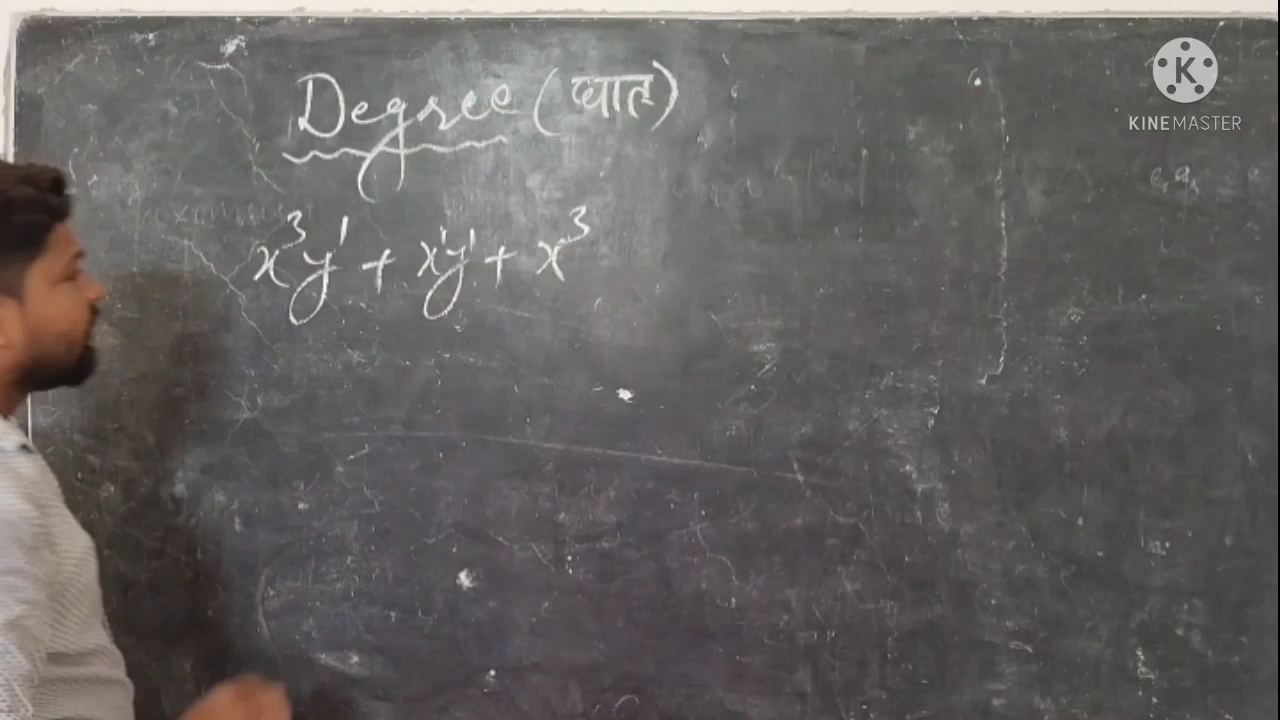 Degree (घात)
x³y¹ + x¹y¹ + x³
K
KINEMASTER